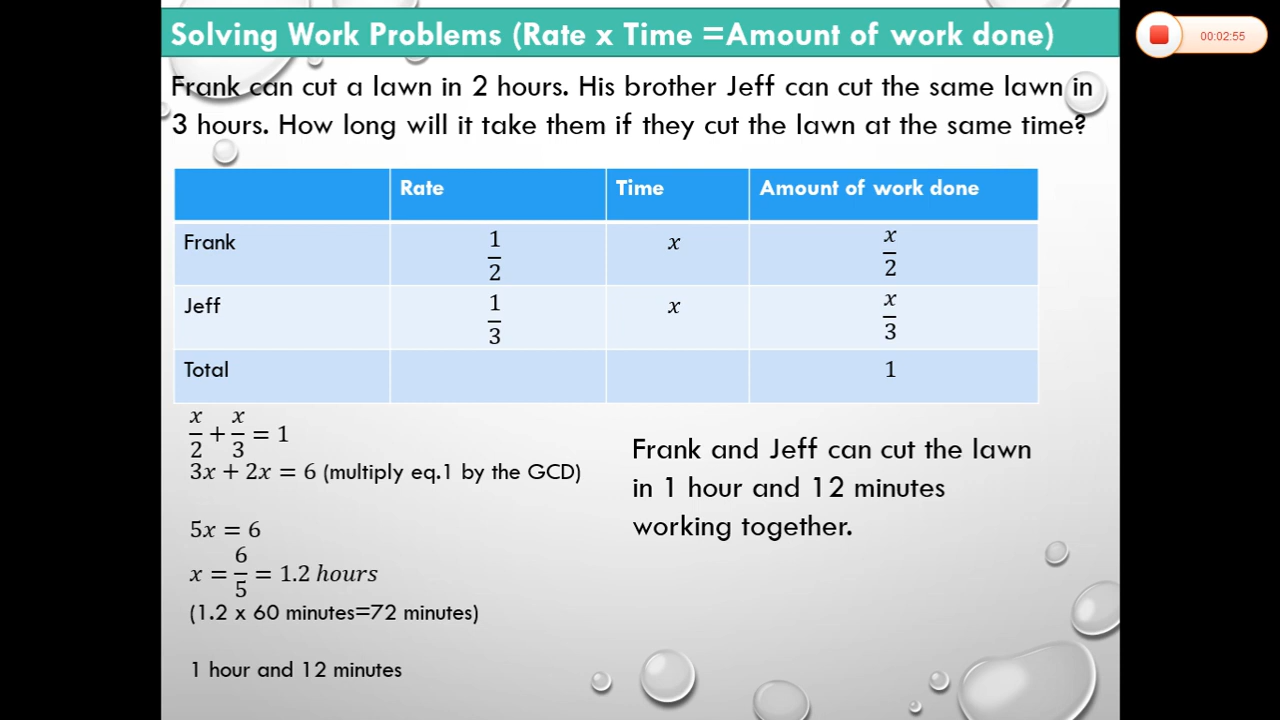 Solving Work Problems (Rate x Time =Amount of work done)
00:02:55
Frank can cut a lawn in 2 hours. His brother Jeff can cut the same lawn in
3 hours. How long will it take them if they cut the lawn at the same time?
Rate Time Amount of work done
Frank 1/2 x x/2
Jeff 1/3 x x/3
Total 1
x/2 + x/3 = 1
3x + 2x = 6 (multiply eq.1 by the GCD)
5x = 6
x = 6/5 = 1.2 hours
(1.2 x 60 minutes=72 minutes)
1 hour and 12 minutes
Frank and Jeff can cut the lawn
in 1 hour and 12 minutes
working together.